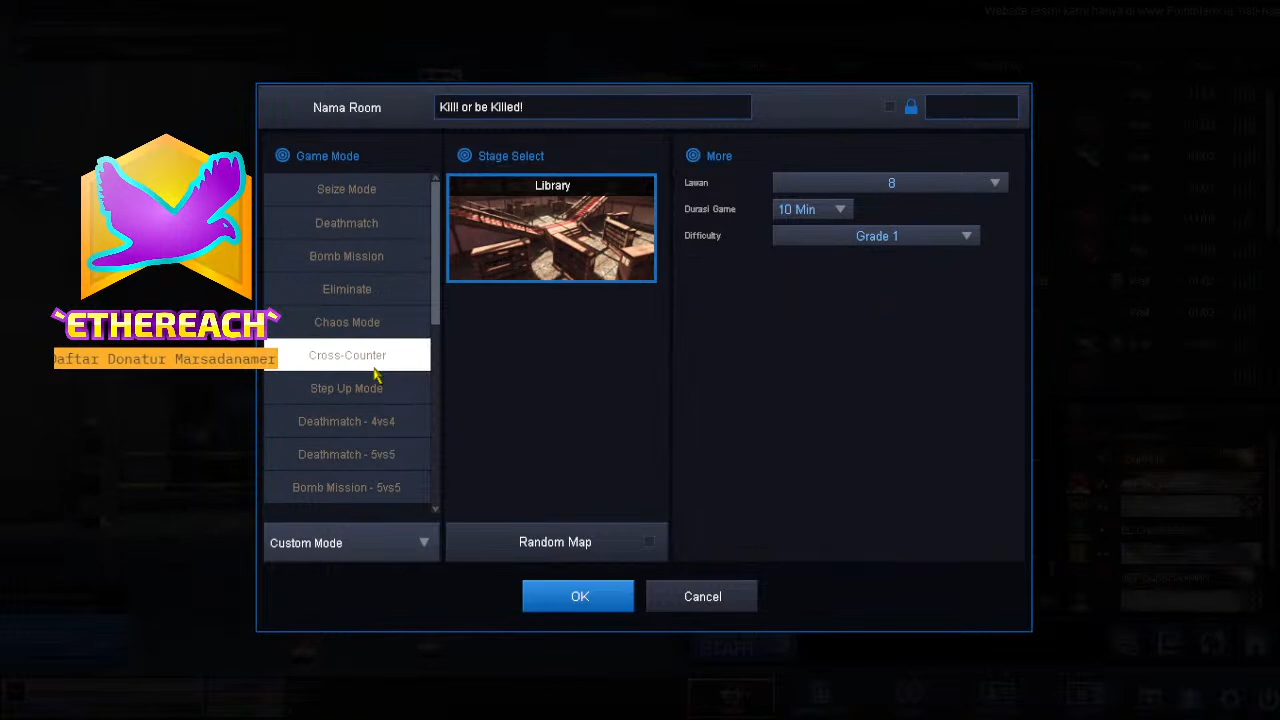 Nama Room
Kill! or be Killed!
Game Mode
Stage Select
More
Seize Mode
Deathmatch
Bomb Mission
Eliminate
Chaos Mode
Cross-Counter
Step Up Mode
Deathmatch - 4vs4
Deathmatch - 5vs5
Bomb Mission - 5vs5
Custom Mode
Library
Random Map
Lawan
8
Durasi Game
10 Min
Difficulty
Grade 1
OK
Cancel
`ETHEREACH`
Daftar Donatur Marsadanamer